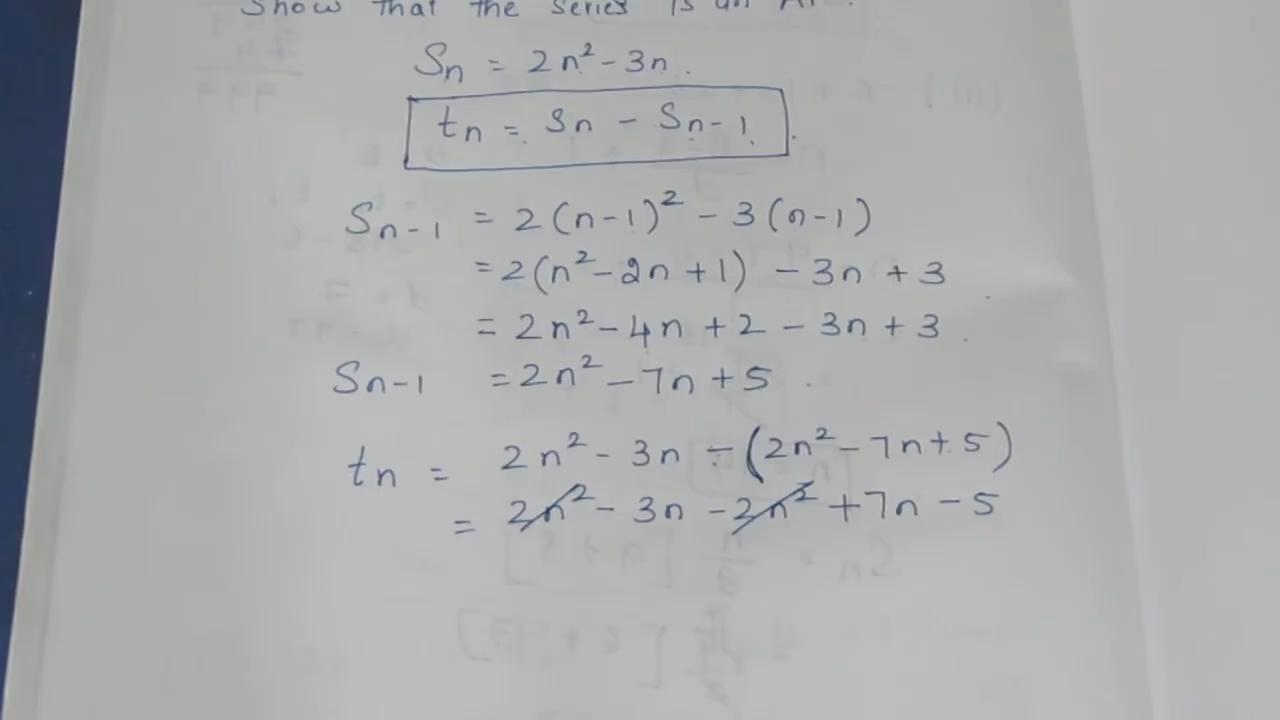 Show that the series is an AP.
Sn = 2n² - 3n.
tn = Sn - Sn-1.
Sn-1 = 2(n-1)² - 3(n-1)
= 2(n² - 2n + 1) - 3n + 3
= 2n² - 4n + 2 - 3n + 3.
Sn-1 = 2n² - 7n + 5.
tn = 2n² - 3n - (2n² - 7n + 5)
= 2n² - 3n - 2n² + 7n - 5